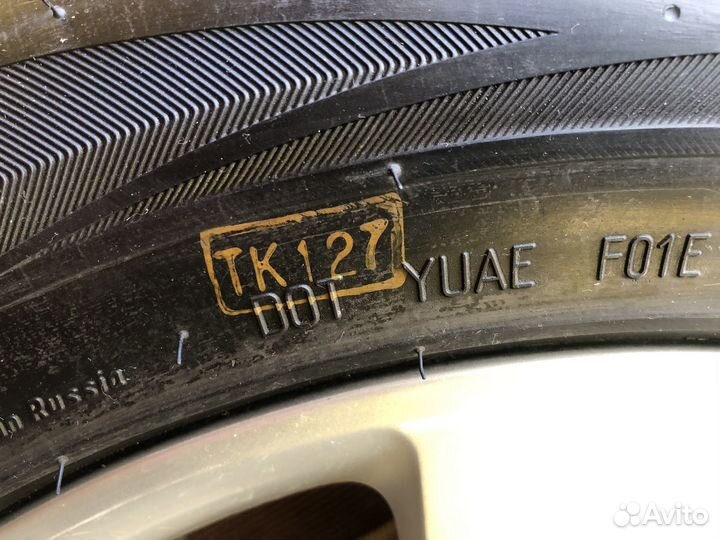 TK127
DOT YUAE F01E
in Russia
Avito